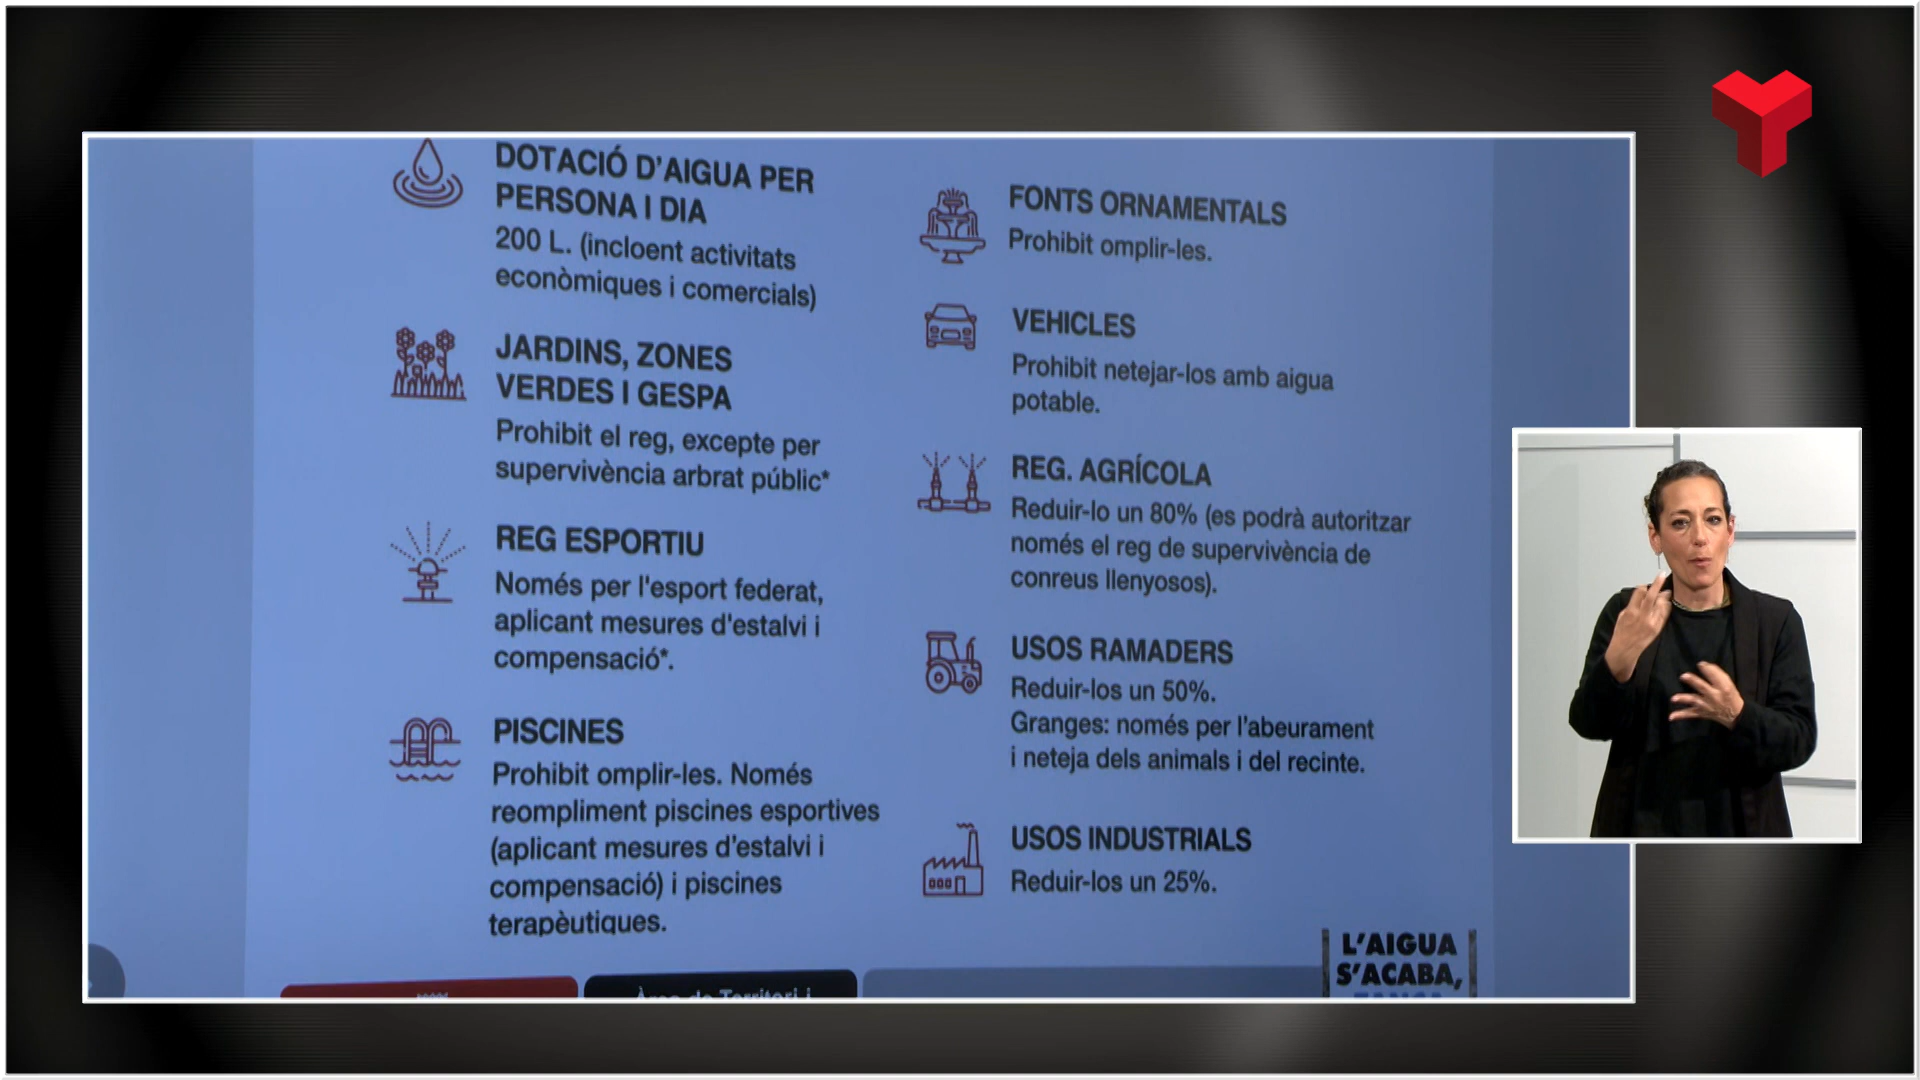 DOTACIÓ D'AIGUA PER
PERSONA I DIA
200 L. (incloent activitats
econòmiques i comercials)
JARDINS, ZONES
VERDES I GESPA
Prohibit el reg, excepte per
supervivència arbrat públic*
REG ESPORTIU
Només per l'esport federat,
aplicant mesures d'estalvi i
compensació*.
PISCINES
Prohibit omplir-les. Només
reompliment piscines esportives
(aplicant mesures d'estalvi i
compensació) i piscines
terapèutiques.
FONTS ORNAMENTALS
Prohibit omplir-les.
VEHICLES
Prohibit netejar-los amb aigua
potable.
REG. AGRÍCOLA
Reduir-lo un 80% (es podrà autoritzar
només el reg de supervivència de
conreus llenyosos).
USOS RAMADERS
Reduir-los un 50%.
Granges: només per l'abeurament
i neteja dels animals i del recinte.
USOS INDUSTRIALS
Reduir-los un 25%.
Àrea de Territori i
L'AIGUA
S'ACABA,